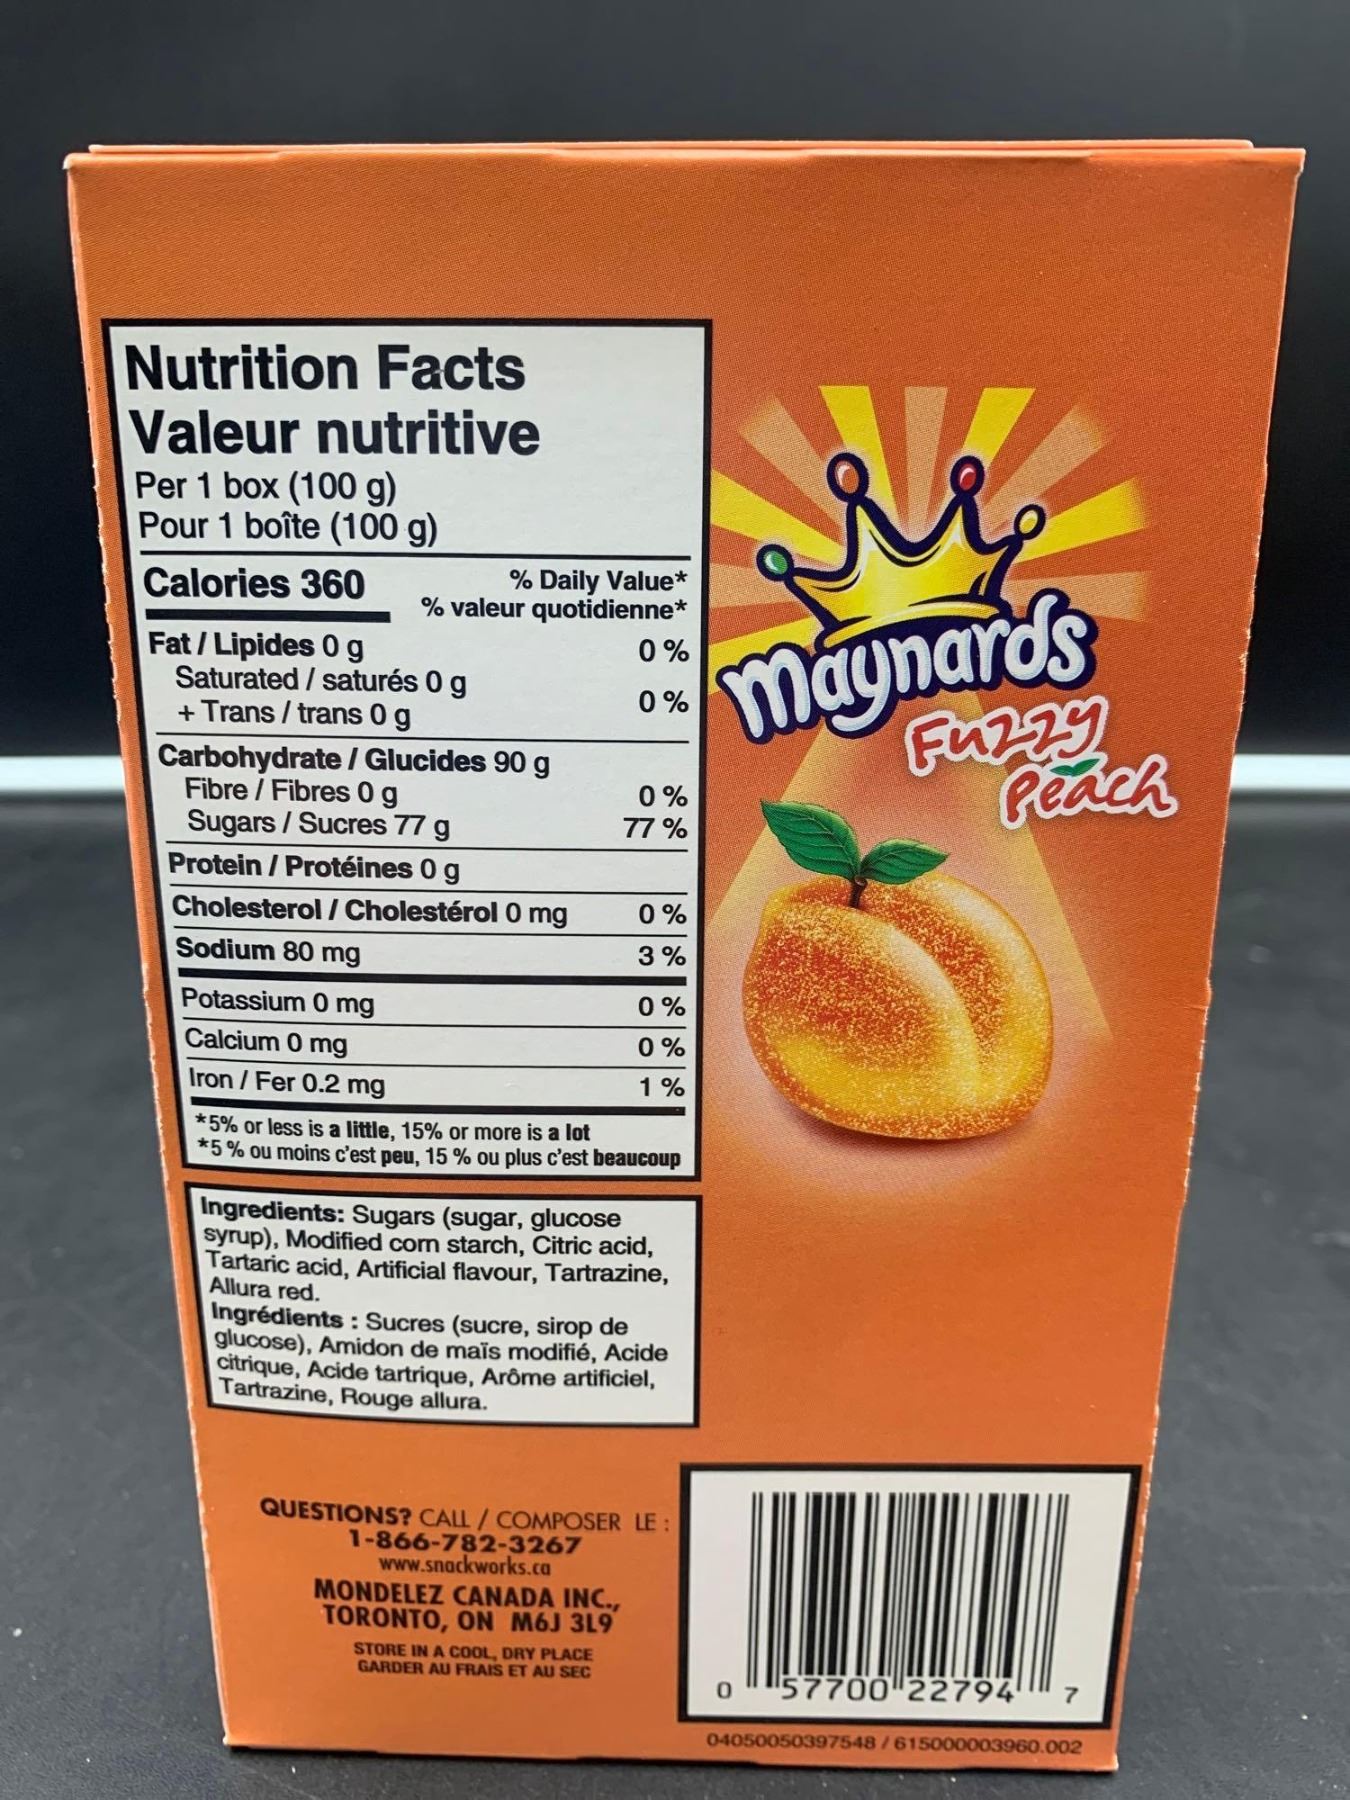 Nutrition Facts
Valeur nutritive
Per 1 box (100 g)
Pour 1 boîte (100 g)
Calories 360
% Daily Value*
% valeur quotidienne*
Fat / Lipides 0 g 0 %
Saturated / saturés 0 g
+ Trans / trans 0 g 0 %
Carbohydrate / Glucides 90 g
Fibre / Fibres 0 g 0 %
Sugars / Sucres 77 g 77 %
Protein / Protéines 0 g
Cholesterol / Cholestérol 0 mg 0 %
Sodium 80 mg 3 %
Potassium 0 mg 0 %
Calcium 0 mg 0 %
Iron / Fer 0.2 mg 1 %
*5% or less is a little, 15% or more is a lot
*5 % ou moins c'est peu, 15 % ou plus c'est beaucoup
Ingredients: Sugars (sugar, glucose
syrup), Modified corn starch, Citric acid,
Tartaric acid, Artificial flavour, Tartrazine,
Allura red.
Ingrédients : Sucres (sucre, sirop de
glucose), Amidon de maïs modifié, Acide
citrique, Acide tartrique, Arôme artificiel,
Tartrazine, Rouge allura.
maynards
Fuzzy
Peach
QUESTIONS? CALL / COMPOSER LE :
1-866-782-3267
www.snackworks.ca
MONDELEZ CANADA INC.,
TORONTO, ON M6J 3L9
STORE IN A COOL, DRY PLACE
GARDER AU FRAIS ET AU SEC
0 57700 22794 7
04050050397548 / 615000003960.002